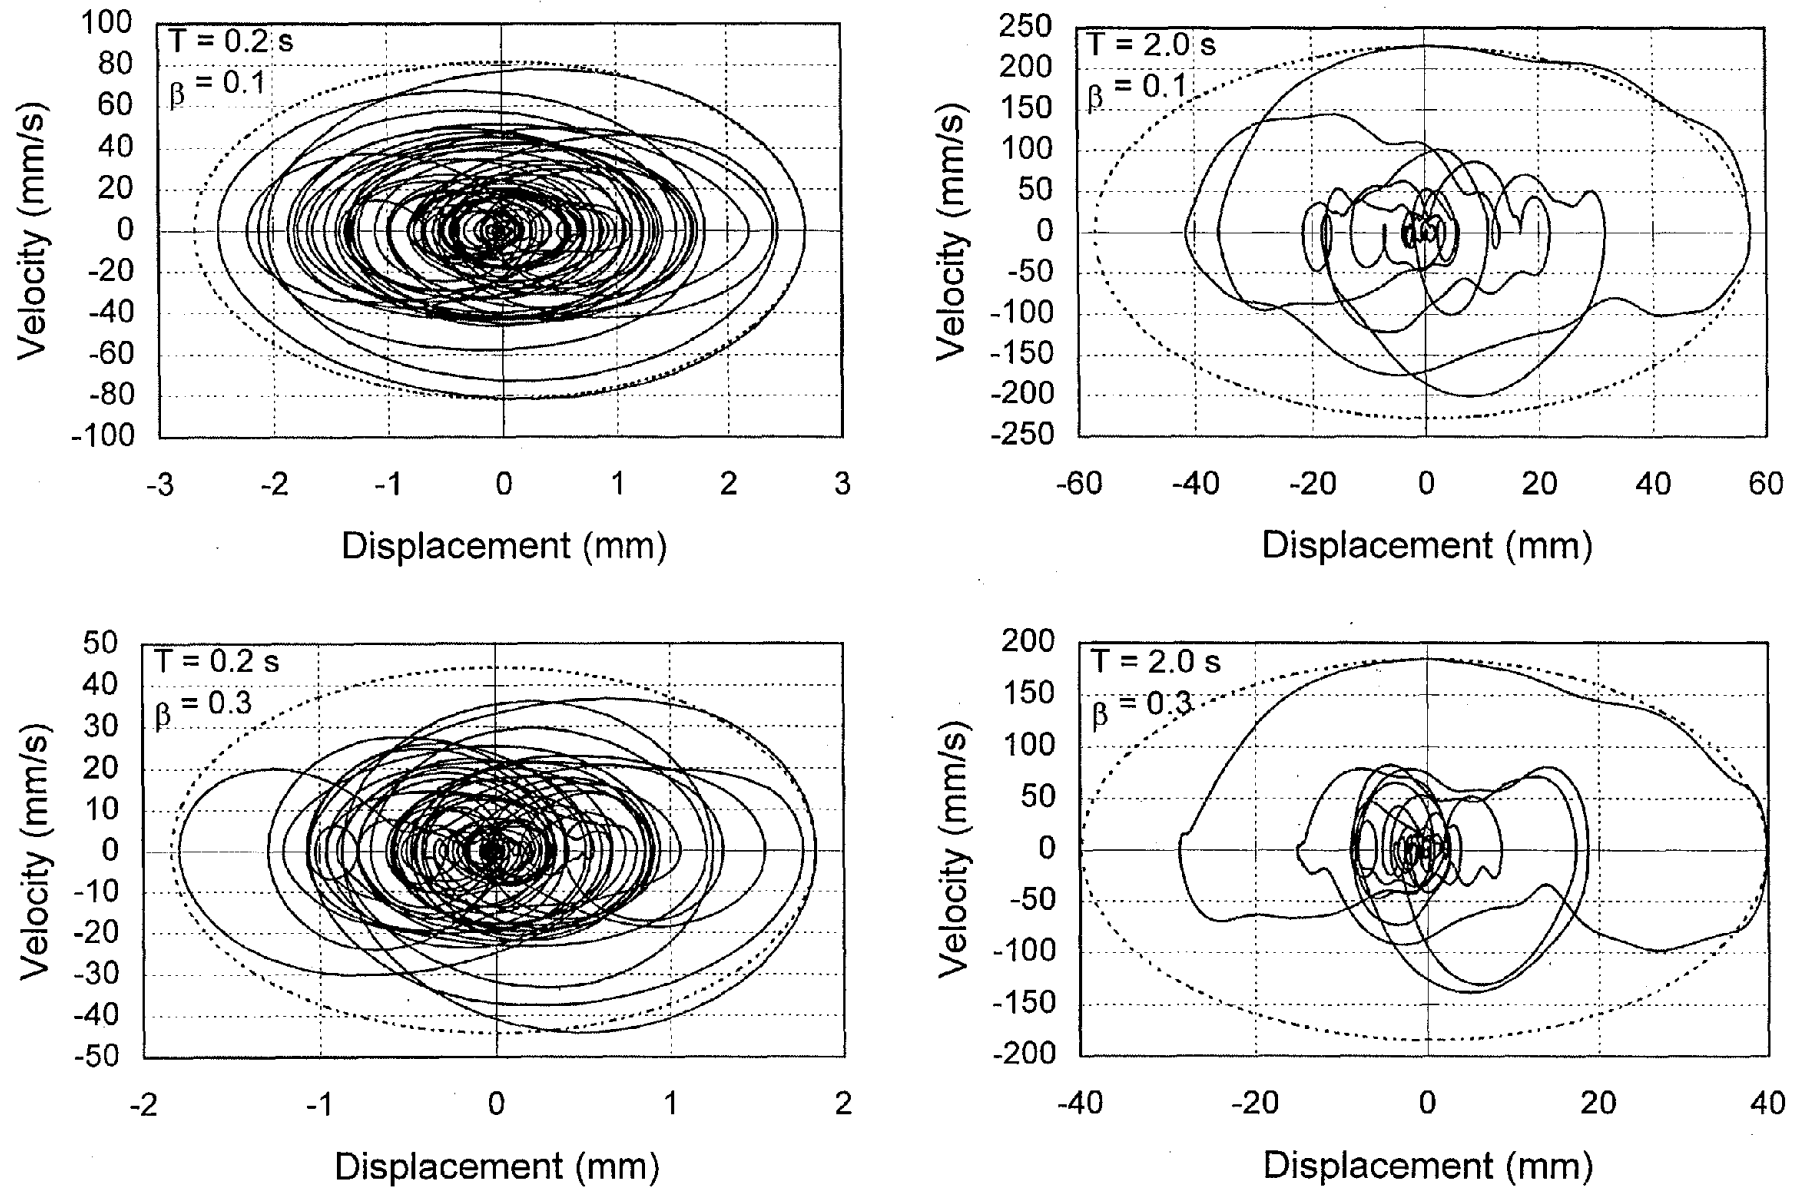 T = 0.2 s
β = 0.1
100
80
60
40
20
0
-20
-40
-60
-80
-100
Velocity (mm/s)
-3 -2 -1 0 1 2 3
Displacement (mm)
T = 2.0 s
β = 0.1
250
200
150
100
50
0
-50
-100
-150
-200
-250
Velocity (mm/s)
-60 -40 -20 0 20 40 60
Displacement (mm)
T = 0.2 s
β = 0.3
50
40
30
20
10
0
-10
-20
-30
-40
-50
Velocity (mm/s)
-2 -1 0 1 2
Displacement (mm)
T = 2.0 s
β = 0.3
200
150
100
50
0
-50
-100
-150
-200
Velocity (mm/s)
-40 -20 0 20 40
Displacement (mm)